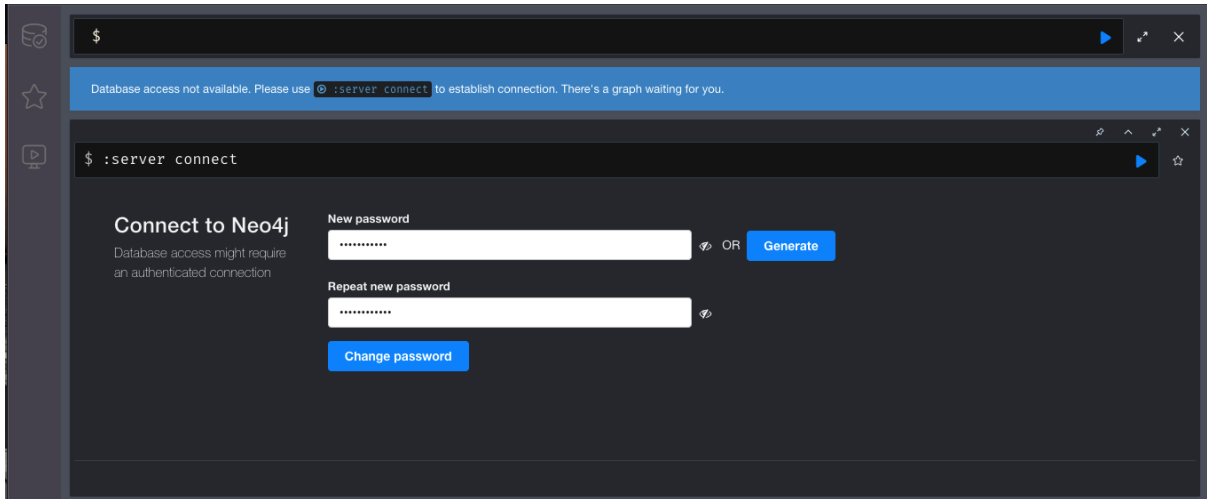 $
Database access not available. Please use :server connect to establish connection. There's a graph waiting for you.
$ :server connect
Connect to Neo4j
Database access might require
an authenticated connection
New password
•••••••••••
OR
Generate
Repeat new password
••••••••••••
Change password